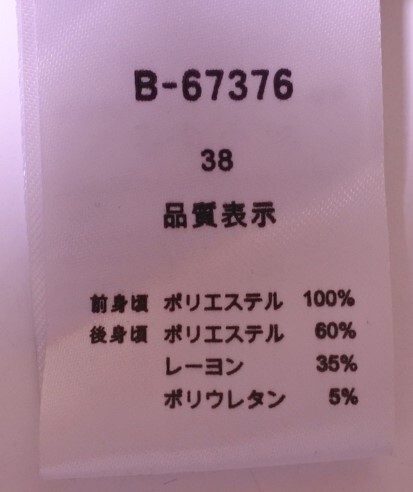 B-67376
38
品質表示
前身頃 ポリエステル 100%
後身頃 ポリエステル 60%
レーヨン 35%
ポリウレタン 5%